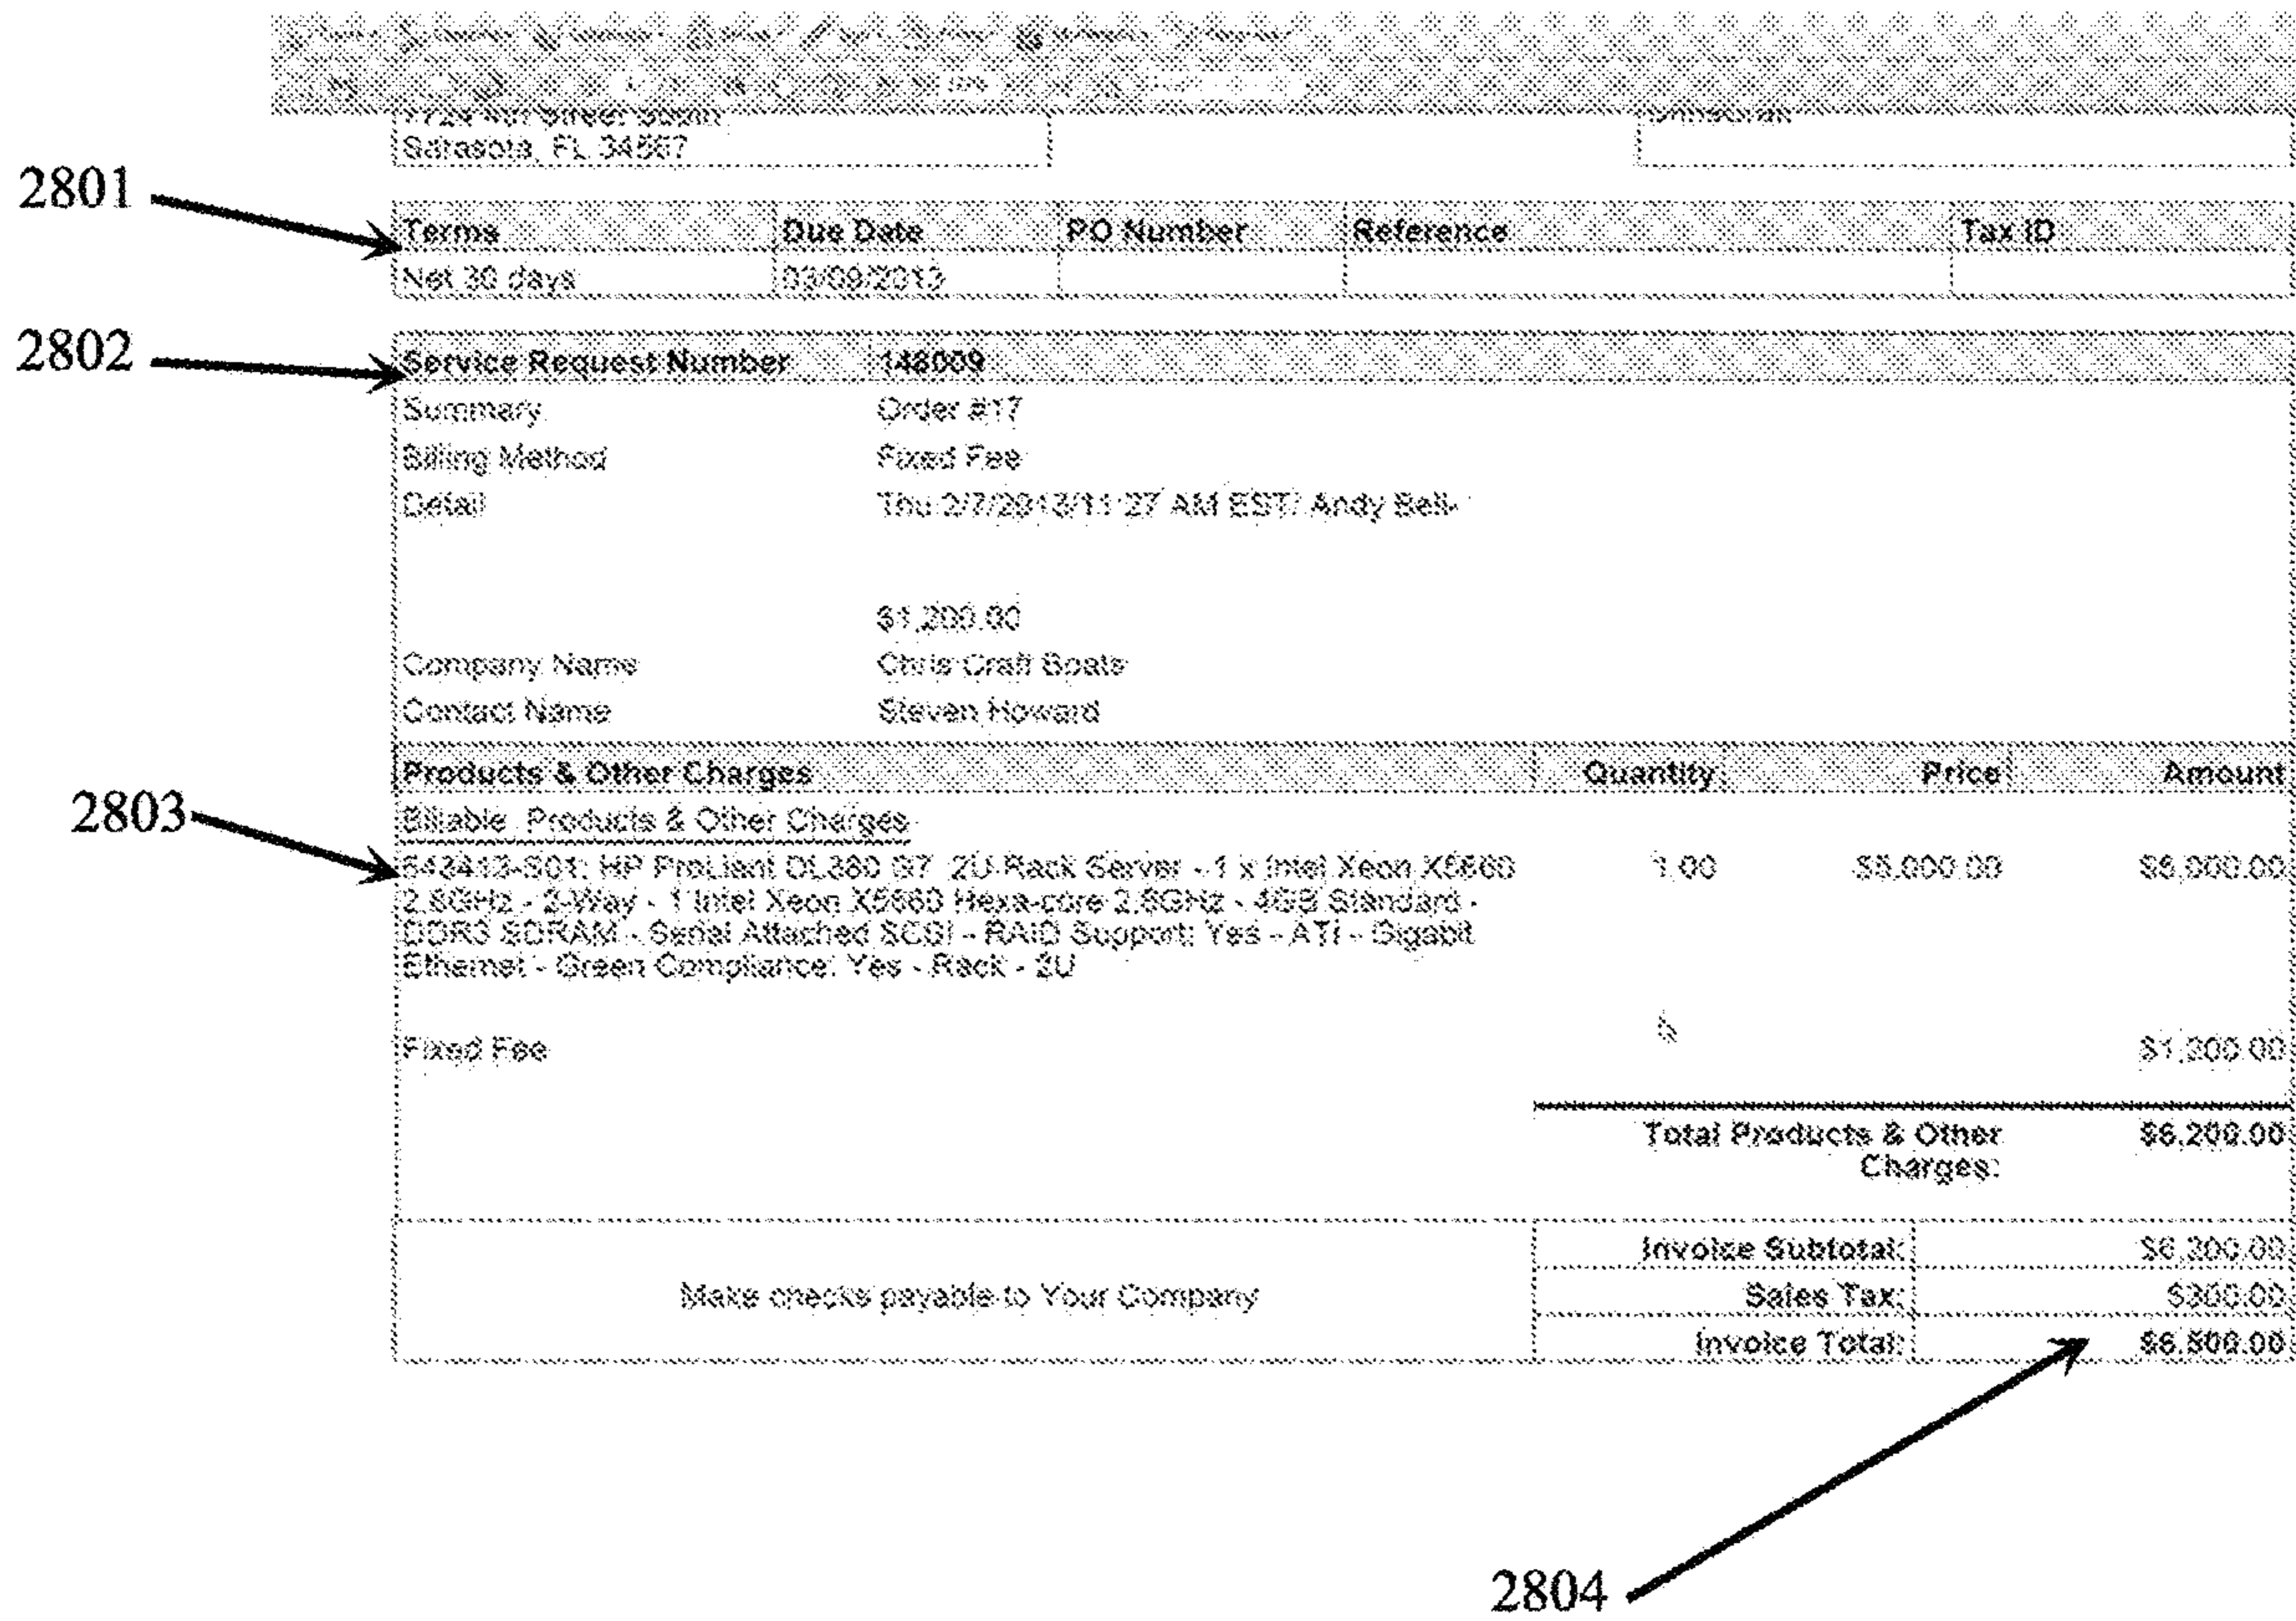 Sarasota, FL 34567
2801
Terms Due Date PO Number Reference Tax ID
Net 30 days 03/09/2013
2802
Service Request Number 148009
Summary Order #17
Billing Method Fixed Fee
Detail Thu 2/7/2013/11:27 AM EST/ Andy Bell-
$1,200.00
Company Name Chris Craft Boats
Contact Name Steven Howard
Products & Other Charges Quantity Price Amount
2803
Billable Products & Other Charges
HP ProLiant DL380 G7 2U Rack Server - 1 x Intel Xeon X5660 1.00 $5,000.00 $5,000.00
2.8GHz - 2-Way - 1 Intel Xeon X5660 Hexa-core 2.8GHz - 4GB Standard -
DDR3 SDRAM - Serial Attached SCSI - RAID Support: Yes - ATI - Gigabit
Ethernet - Green Compliance: Yes - Rack - 2U
Fixed Fee $1,200.00
Total Products & Other $6,200.00
Charges:
Invoice Subtotal: $6,200.00
Make checks payable to Your Company
Sales Tax: $300.00
Invoice Total: $6,500.00
2804